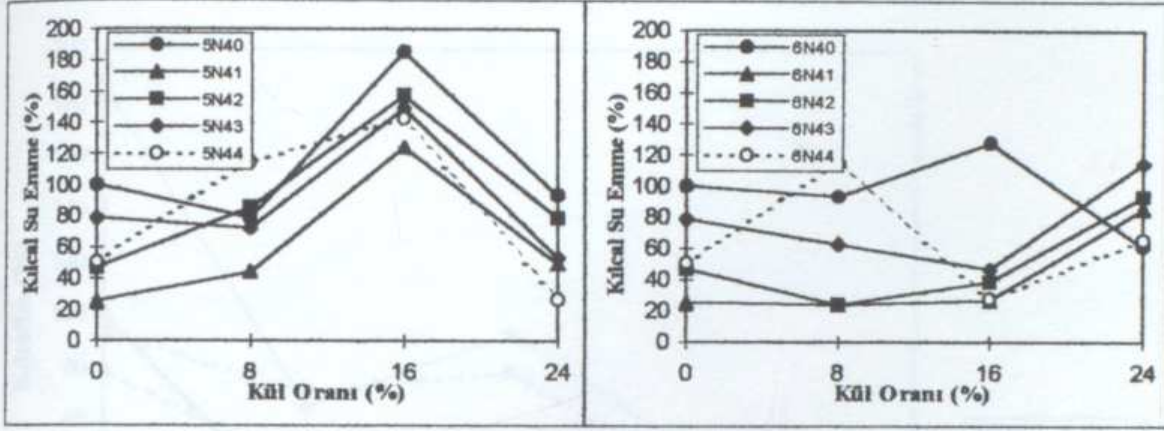 Kılcal Su Emme (%)
200
180
160
140
120
100
80
60
40
20
0
5N40
5N41
5N42
5N43
5N44
0 8 16 24
Kül Oranı (%)
Kılcal Su Emme (%)
200
180
160
140
120
100
80
60
40
20
0
6N40
6N41
6N42
6N43
6N44
0 8 16 24
Kül Oranı (%)